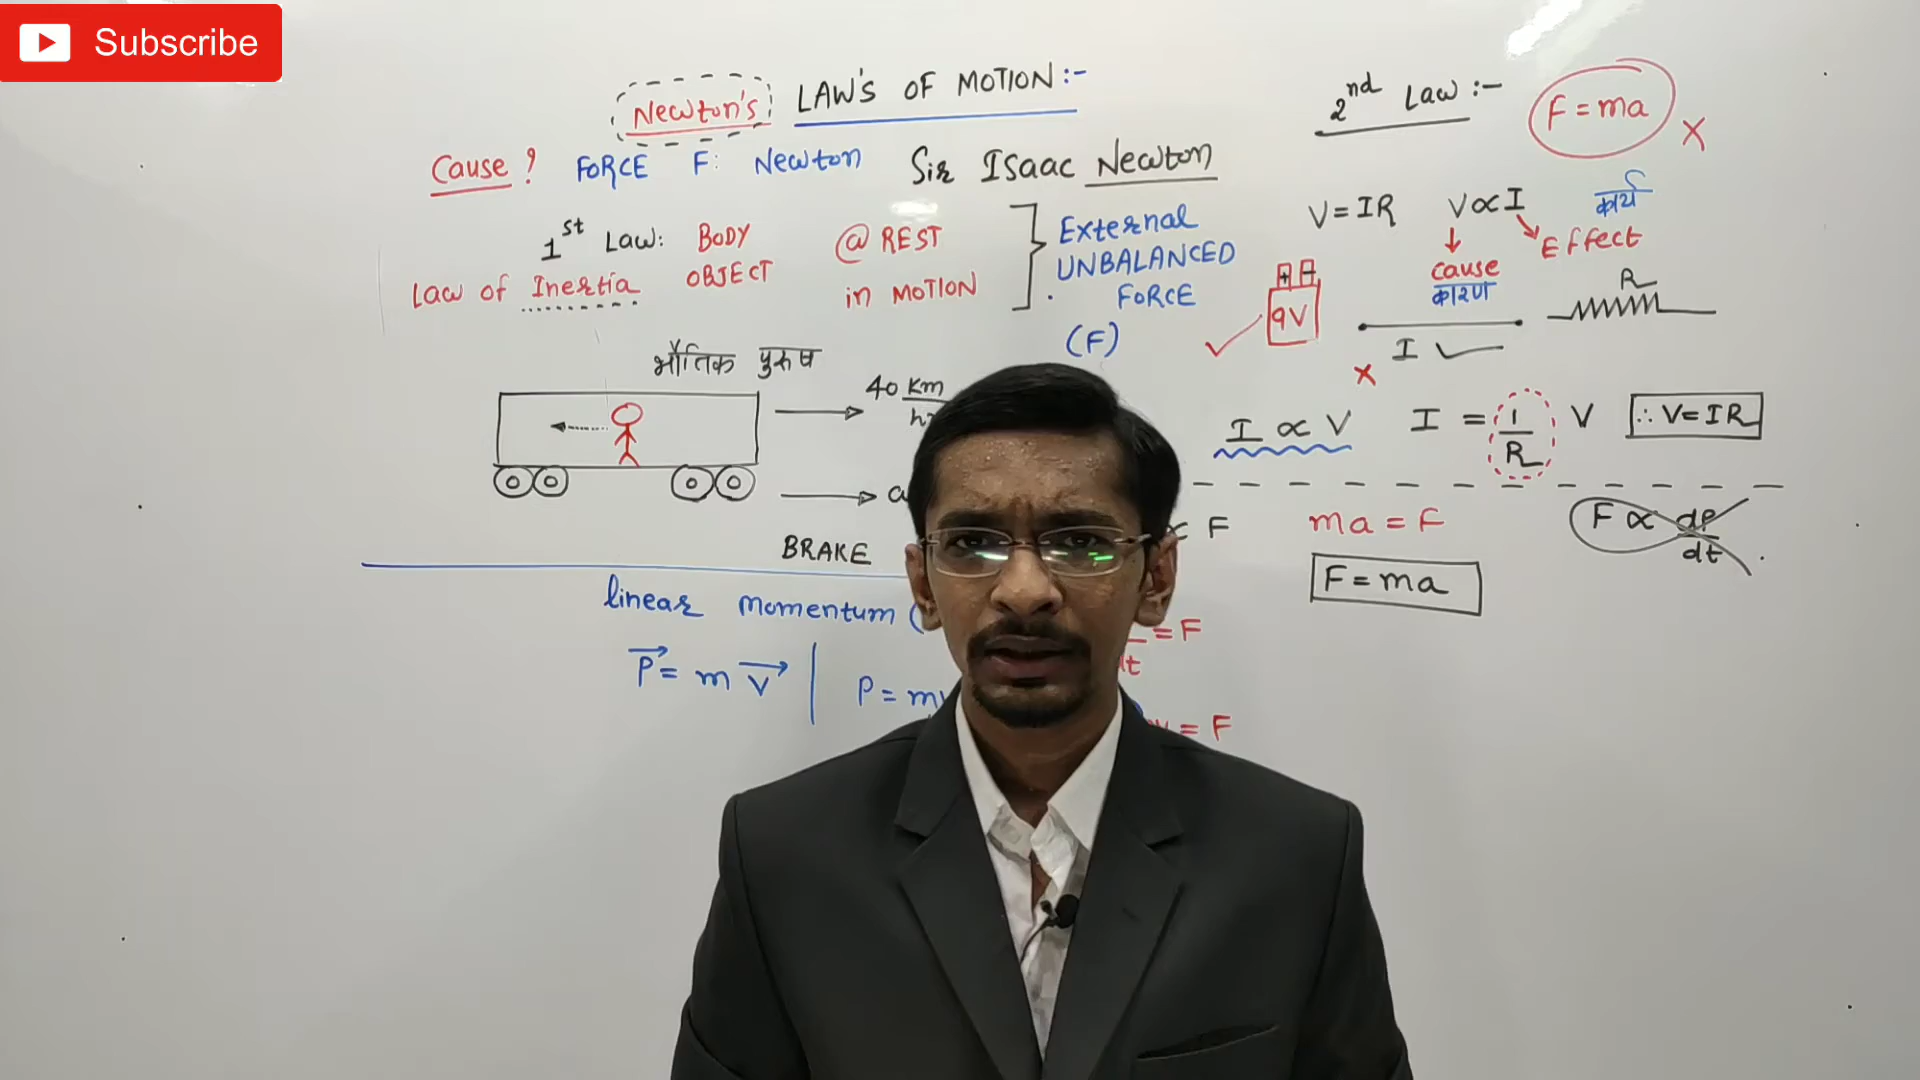 Subscribe
Newton's LAW'S OF MOTION:-
Cause? FORCE F: Newton Sir Isaac Newton
1st Law: BODY @ REST
Law of Inertia OBJECT in MOTION
External
UNBALANCED
FORCE
(F)
भौतिक पुरुष
40 Km
BRAKE
linear momentum (
P = m v
P = m
2nd Law:- F = ma X
V=IR V∝I कार्य
Effect
Cause
कारण
R
9V
I
I ∝ V I = 1/R V ∴ V=IR
∝ F ma = F F ∝ dP/dt
F = ma
= F
= F